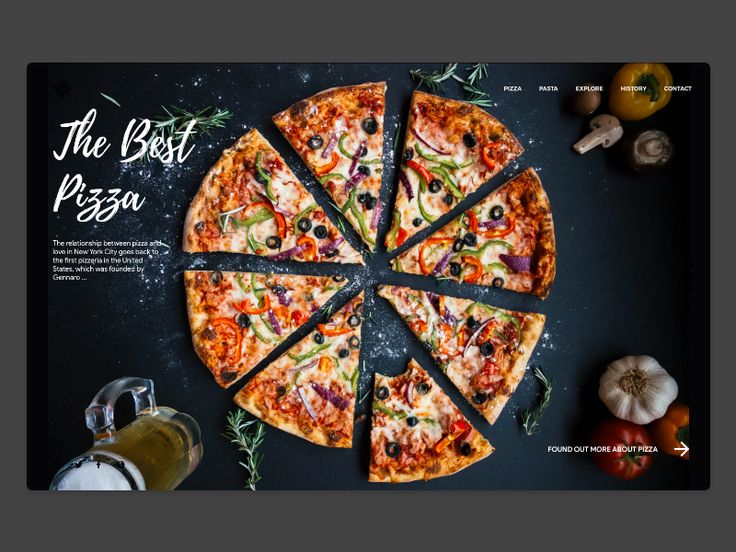 PIZZA PASTA EXPLORE HISTORY CONTACT
The Best
Pizza
The relationship between pizza and
love in New York City goes back to
the first pizzeria in the United
States, which was founded by
Gennaro ...
FOUND OUT MORE ABOUT PIZZA